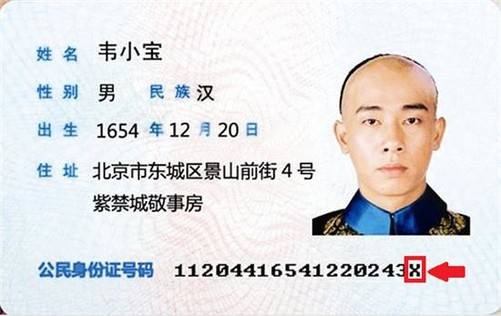 姓名 韦小宝
性别 男 民族 汉
出生 1654 年 12 月 20 日
住址 北京市东城区景山前街 4 号
紫禁城敬事房
公民身份证号码 11204416541220243X